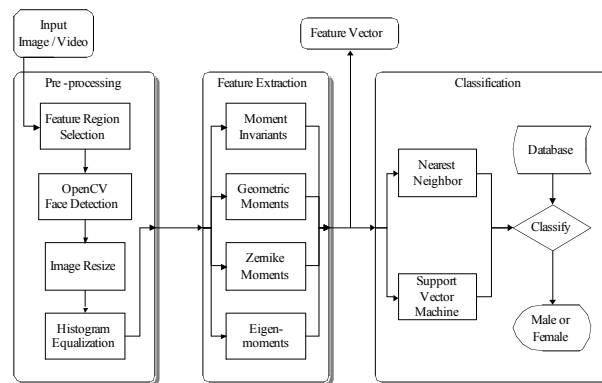 Input
Image / Video
Feature Vector
Pre -processing
Feature Region
Selection
OpenCV
Face Detection
Image Resize
Histogram
Equalization
Feature Extraction
Moment
Invariants
Geometric
Moments
Zernike
Moments
Eigen-
moments
Classification
Nearest
Neighbor
Support
Vector
Machine
Database
Classify
Male or
Female